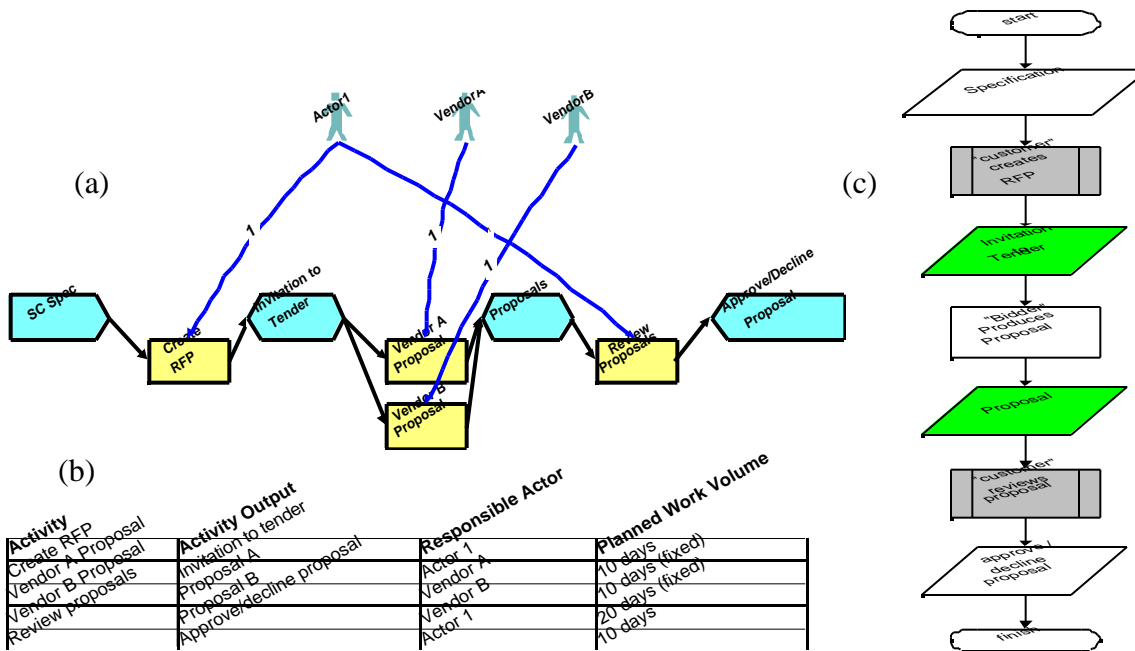 Actor1
VendorA
VendorB
(a)
1
1
1
SC Spec
Create
RFP
Invitation to
Tender
Vendor A
Proposal
Vendor B
Proposal
Proposals
Review
Proposals
Approve/Decline
Proposal
(b)
Activity Activity Output Responsible Actor Planned Work Volume
Create RFP Invitation to tender Actor 1 10 days
Vendor A Proposal Proposal A Vendor A 10 days (fixed)
Vendor B Proposal Proposal B Vendor B 20 days (fixed)
Review proposals Approve/decline proposal Actor 1 10 days
(c)
start
Specification
"customer"
creates
RFP
Invitation
To
Tender
"Bidder"
Produces
Proposal
Proposal
"customer"
reviews
proposal
approve /
decline
proposal
finish